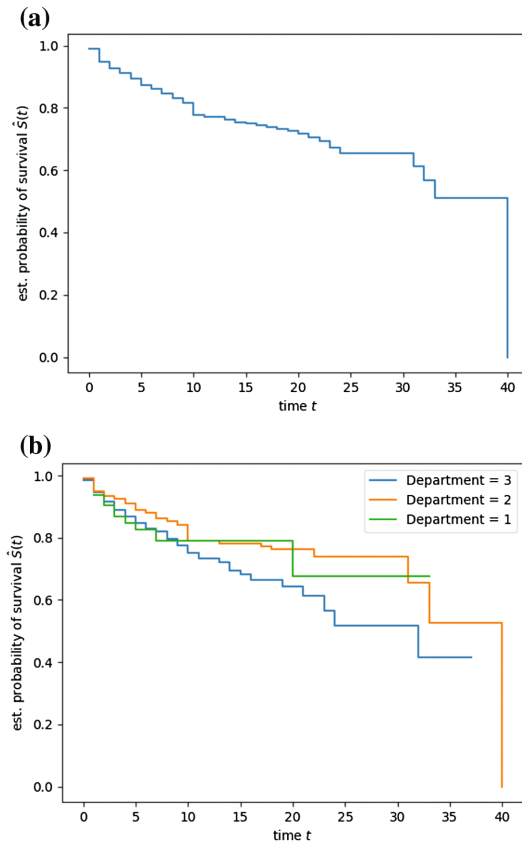 (a)
est. probability of survival Ŝ(t)
1.0
0.8
0.6
0.4
0.2
0.0
0 5 10 15 20 25 30 35 40
time t
(b)
est. probability of survival Ŝ(t)
1.0
0.8
0.6
0.4
0.2
0.0
Department = 3
Department = 2
Department = 1
0 5 10 15 20 25 30 35 40
time t